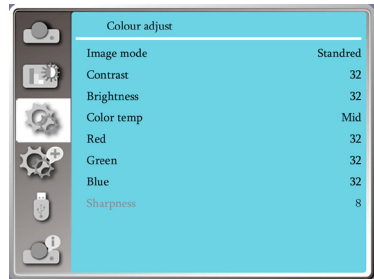 Colour adjust
Image mode Standred
Contrast 32
Brightness 32
Color temp Mid
Red 32
Green 32
Blue 32
Sharpness 8